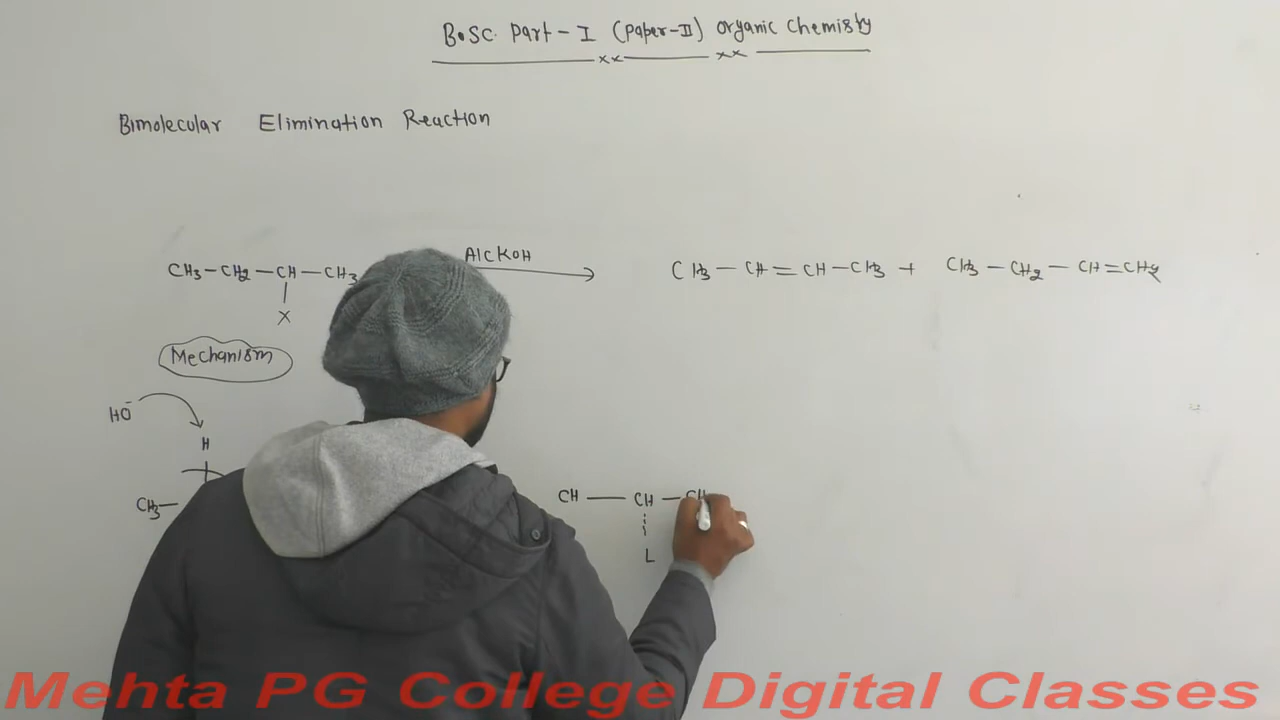 B.SC. Part-I (Paper-II) Organic Chemistry
xx xx
Bimolecular Elimination Reaction
CH3-CH2-CH-CH3 Alc KOH CH3-CH=CH-CH3 + CH3-CH2-CH=CH2
X
Mechanism
HO-
H
CH3- CH-CH-CH
L
Mehta PG College Digital Classes